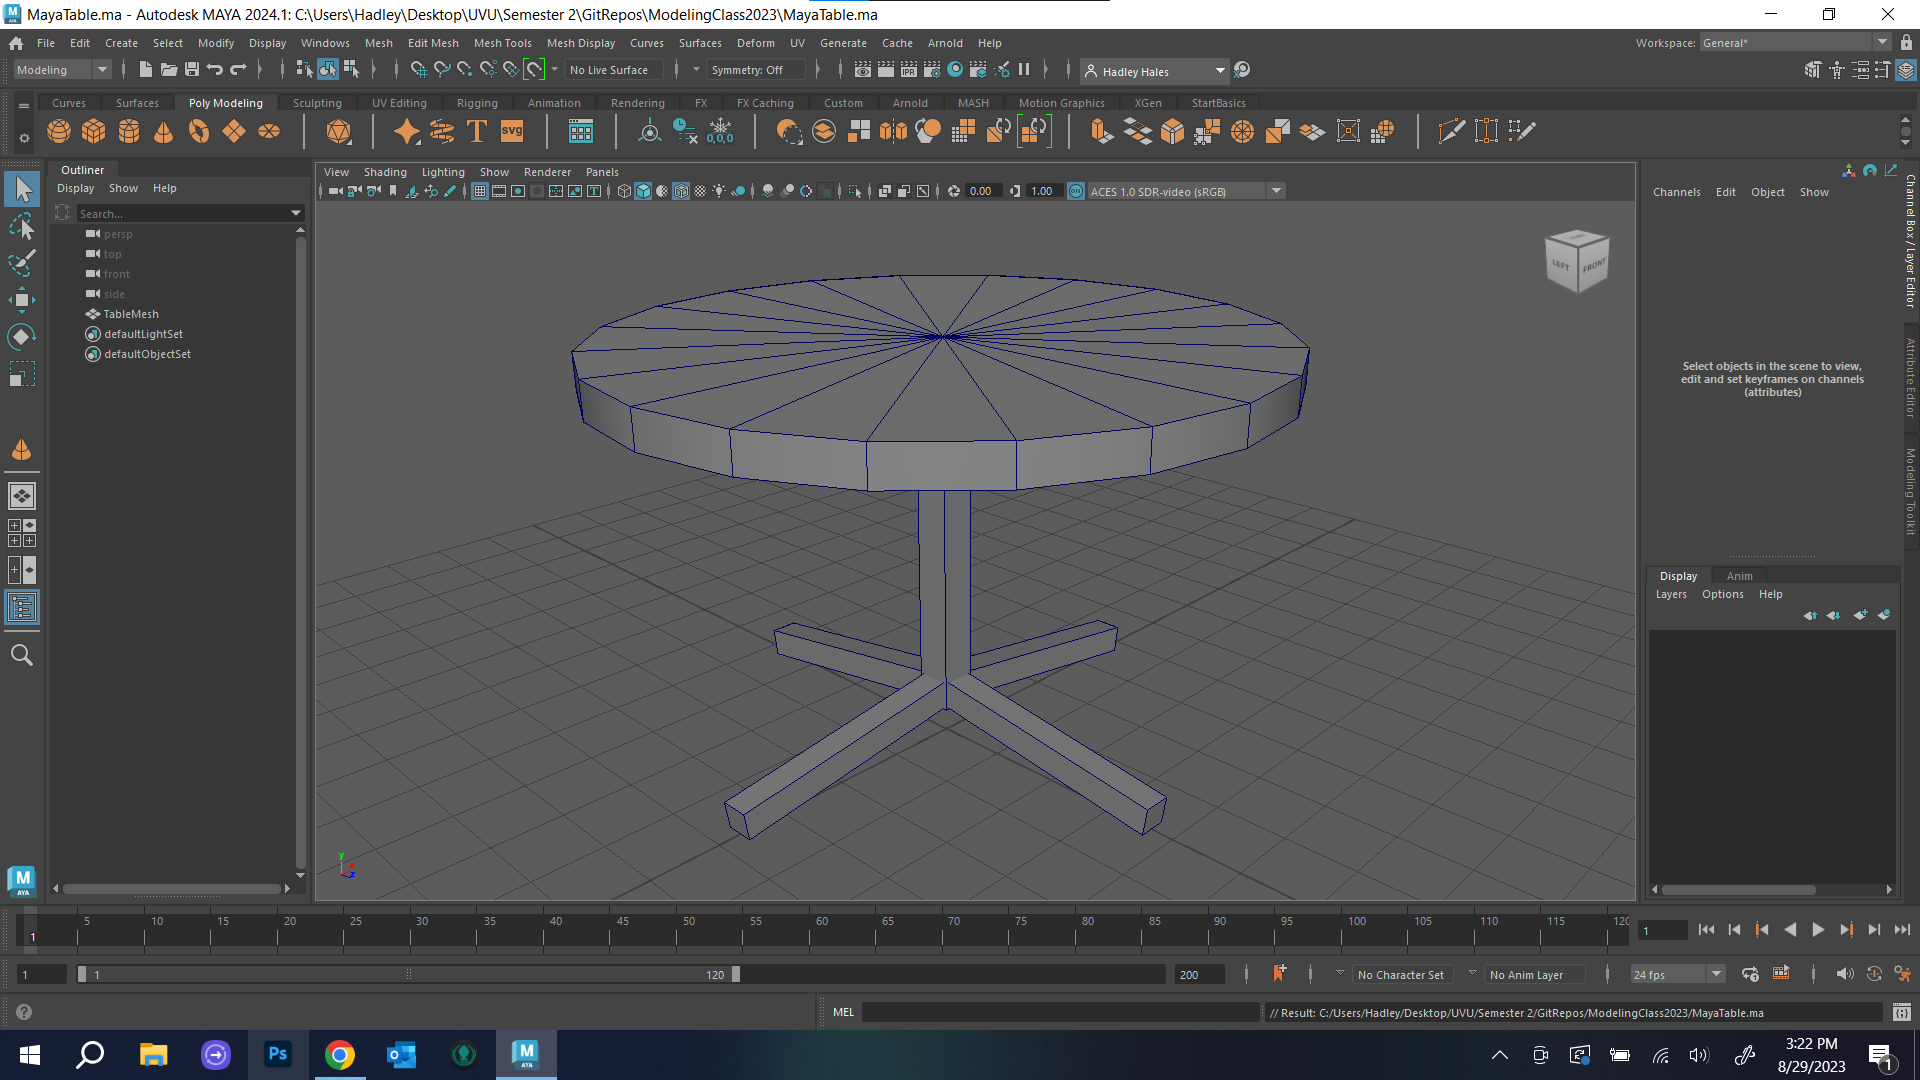 MayaTable.ma - Autodesk MAYA 2024.1: C:\Users\Hadley\Desktop\UVU\Semester 2\GitRepos\ModelingClass2023\MayaTable.ma
File Edit Create Select Modify Display Windows Mesh Edit Mesh Mesh Tools Mesh Display Curves Surfaces Deform UV Generate Cache Arnold Help Workspace: General*
Modeling No Live Surface Symmetry: Off Hadley Hales
Curves Surfaces Poly Modeling Sculpting UV Editing Rigging Animation Rendering FX FX Caching Custom Arnold MASH Motion Graphics XGen StartBasics
Outliner
Display Show Help
Search...
persp
top
front
side
TableMesh
defaultLightSet
defaultObjectSet
View Shading Lighting Show Renderer Panels
0.00 1.00 ON ACES 1.0 SDR-video (sRGB)
LEFT FRONT
y
x
z
Channels Edit Object Show
Select objects in the scene to view,
edit and set keyframes on channels
(attributes)
Channel Box / Layer Editor
Attribute Editor
Modeling Toolkit
Display Anim
Layers Options Help
5 10 15 20 25 30 35 40 45 50 55 60 65 70 75 80 85 90 95 100 105 110 115 120
1
1
1 1 120 200 No Character Set No Anim Layer 24 fps
MEL // Result: C:/Users/Hadley/Desktop/UVU/Semester 2/GitRepos/ModelingClass2023/MayaTable.ma
3:22 PM
8/29/2023
1